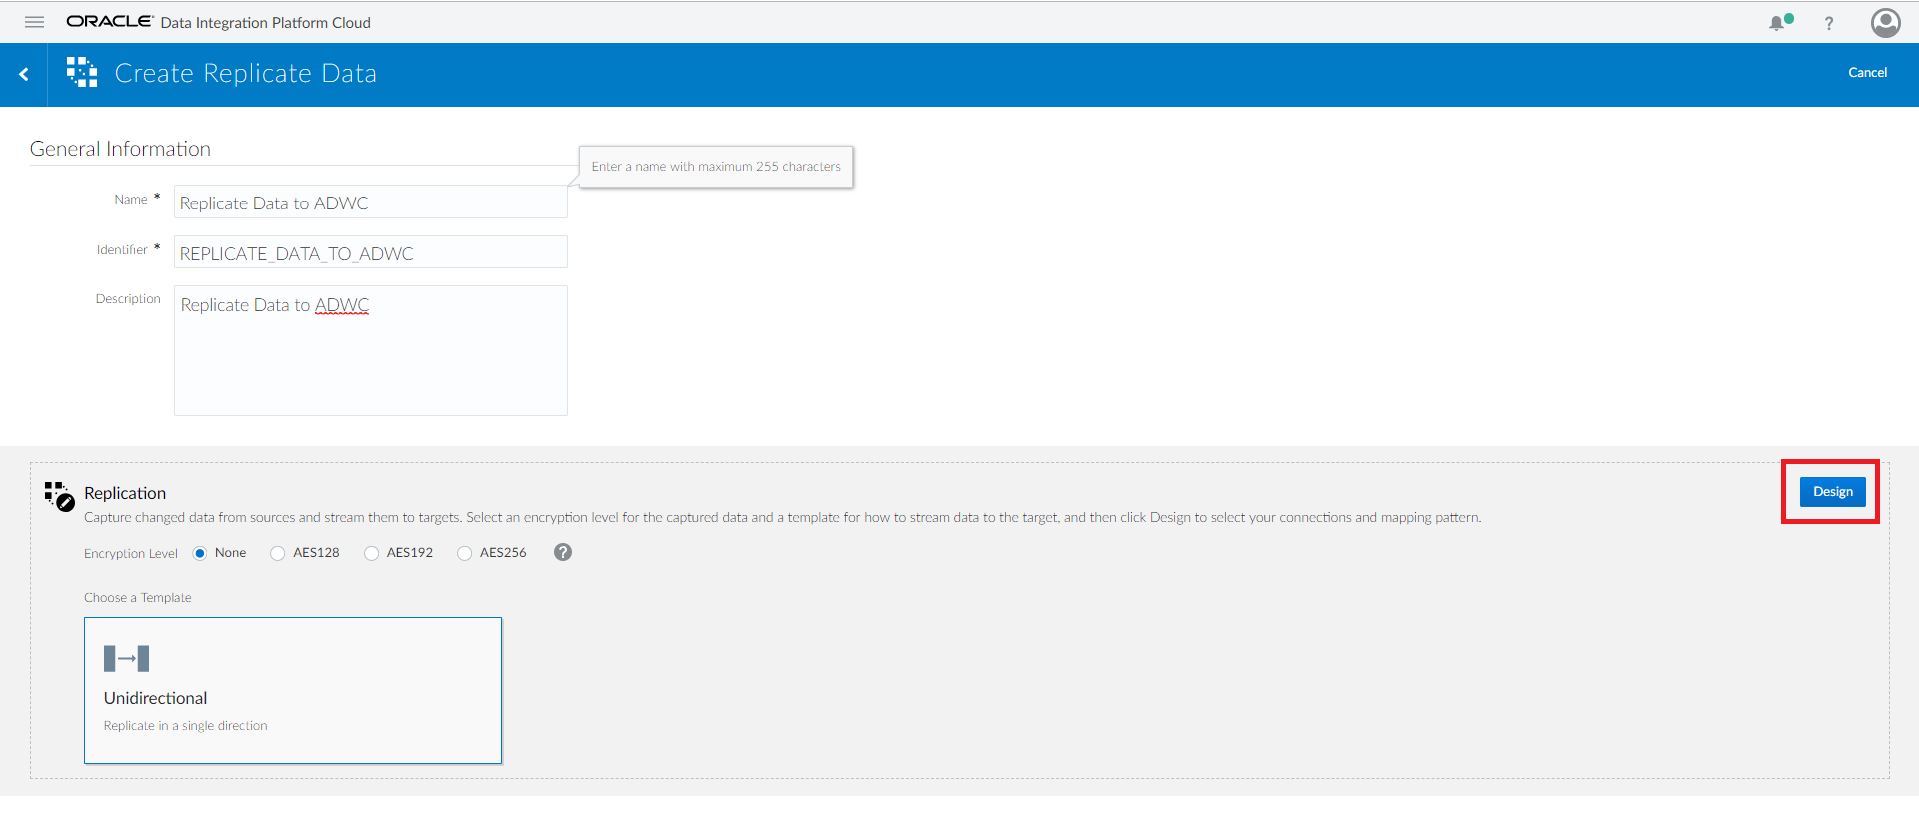 ORACLE Data Integration Platform Cloud
?
Create Replicate Data
Cancel
General Information
Enter a name with maximum 255 characters
Name *
Replicate Data to ADWC
Identifier *
REPLICATE_DATA_TO_ADWC
Description
Replicate Data to ADWC
Replication
Design
Capture changed data from sources and stream them to targets. Select an encryption level for the captured data and a template for how to stream data to the target, and then click Design to select your connections and mapping pattern.
Encryption Level None AES128 AES192 AES256 ?
Choose a Template
Unidirectional
Replicate in a single direction